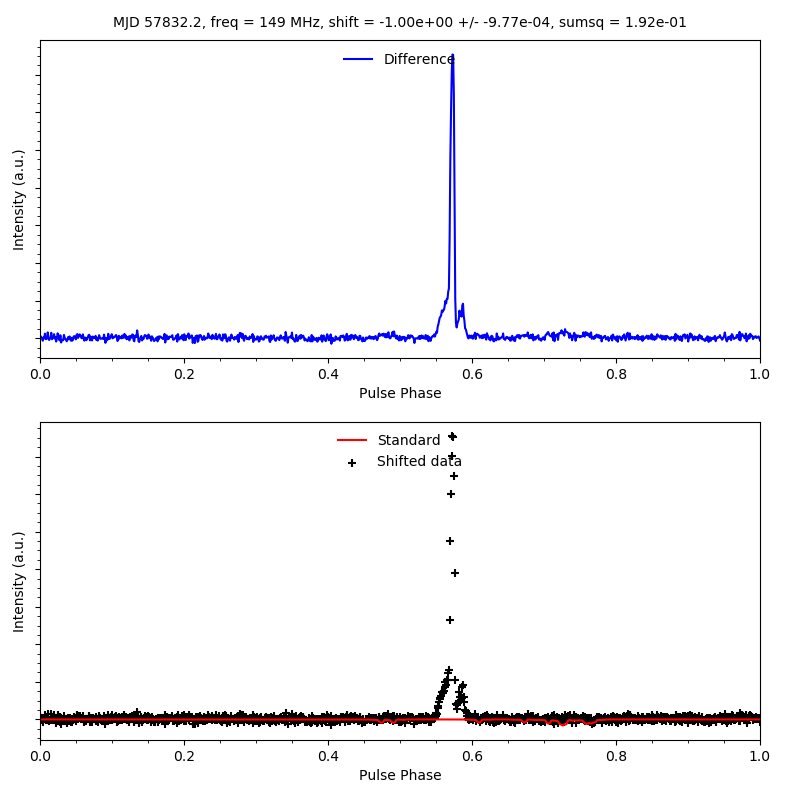 MJD 57832.2, freq = 149 MHz, shift = -1.00e+00 +/- -9.77e-04, sumsq = 1.92e-01
Difference
Intensity (a.u.)
0.0 0.2 0.4 0.6 0.8 1.0
Pulse Phase
Standard
Shifted data
Intensity (a.u.)
0.0 0.2 0.4 0.6 0.8 1.0
Pulse Phase